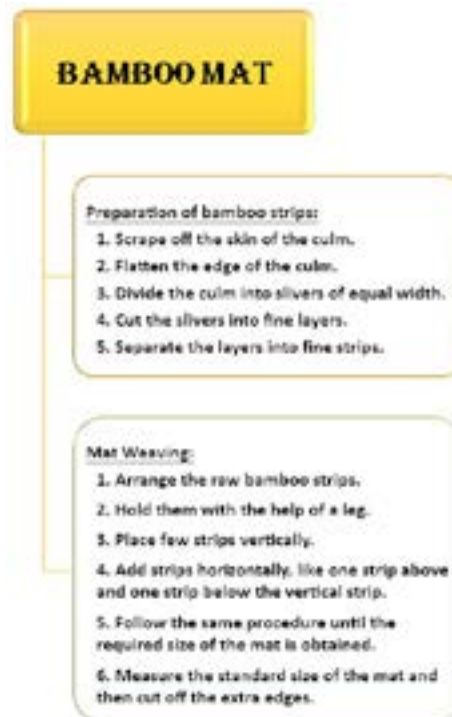 BAMBOO MAT
Preparation of bamboo strips:
1. Scrape off the skin of the culm.
2. Flatten the edge of the culm.
3. Divide the culm into slivers of equal width.
4. Cut the slivers into fine layers.
5. Separate the layers into fine strips.
Mat Weaving:
1. Arrange the raw bamboo strips.
2. Hold them with the help of a leg.
3. Place few strips vertically.
4. Add strips horizontally, like one strip above
and one strip below the vertical strip.
5. Follow the same procedure until the
required size of the mat is obtained.
6. Measure the standard size of the mat and
then cut off the extra edges.